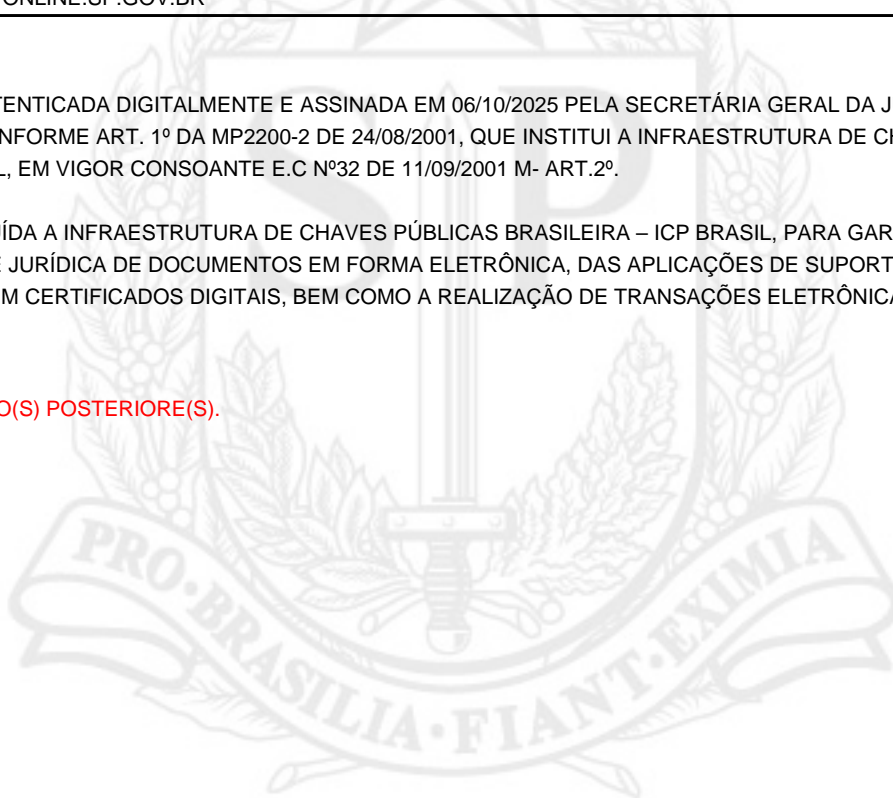 ONLINE.SP.GOV.BR
TENTICADA DIGITALMENTE E ASSINADA EM 06/10/2025 PELA SECRETÁRIA GERAL DA J
NFORME ART. 1º DA MP2200-2 DE 24/08/2001, QUE INSTITUI A INFRAESTRUTURA DE CH
L, EM VIGOR CONSOANTE E.C Nº32 DE 11/09/2001 M- ART.2º.
UÍDA A INFRAESTRUTURA DE CHAVES PÚBLICAS BRASILEIRA – ICP BRASIL, PARA GAR
E JURÍDICA DE DOCUMENTOS EM FORMA ELETRÔNICA, DAS APLICAÇÕES DE SUPORT
M CERTIFICADOS DIGITAIS, BEM COMO A REALIZAÇÃO DE TRANSAÇÕES ELETRÔNICA
O(S) POSTERIORE(S).
SP
PRO·BRASILIA·FIANT·EXIMIA